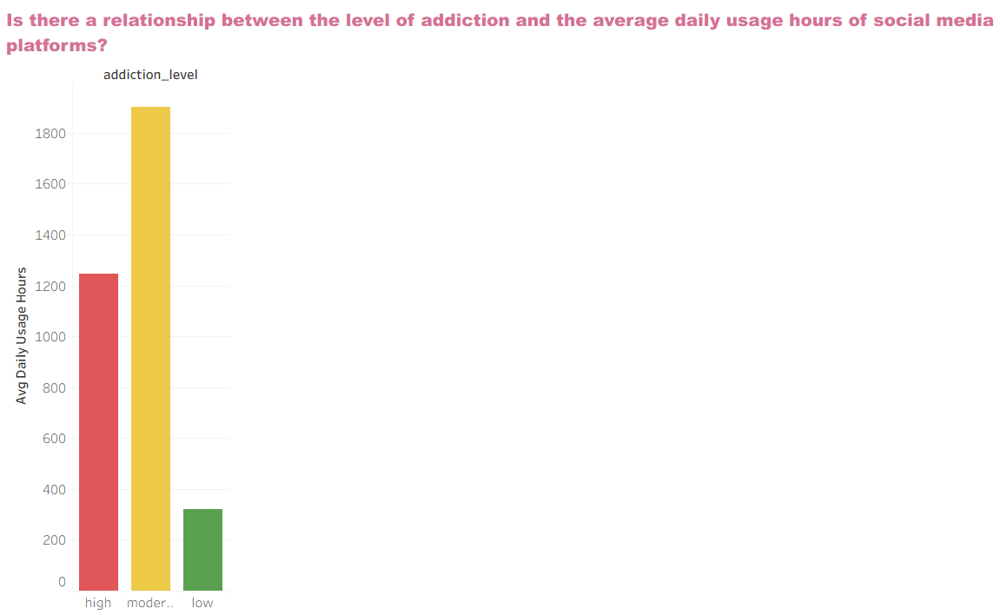 Is there a relationship between the level of addiction and the average daily usage hours of social media
platforms?
addiction_level
Avg Daily Usage Hours
1800
1600
1400
1200
1000
800
600
400
200
0
high moder.. low